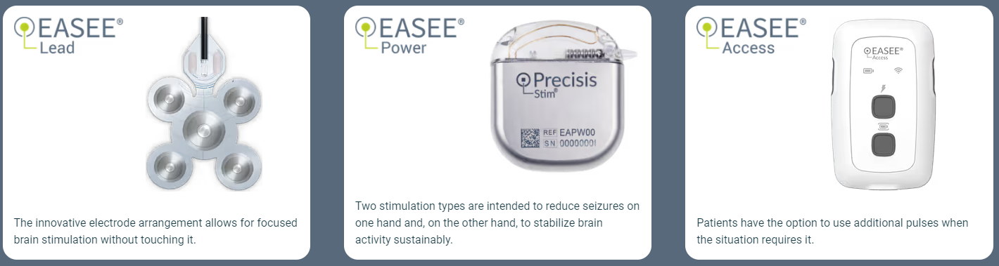 EASEE®
Lead
The innovative electrode arrangement allows for focused
brain stimulation without touching it.
EASEE®
Power
Precisis
Stim®
REF EAPW00
SN 00000001
Two stimulation types are intended to reduce seizures on
one hand and, on the other hand, to stabilize brain
activity sustainably.
EASEE®
Access
EASEE®
Access
Patients have the option to use additional pulses when
the situation requires it.